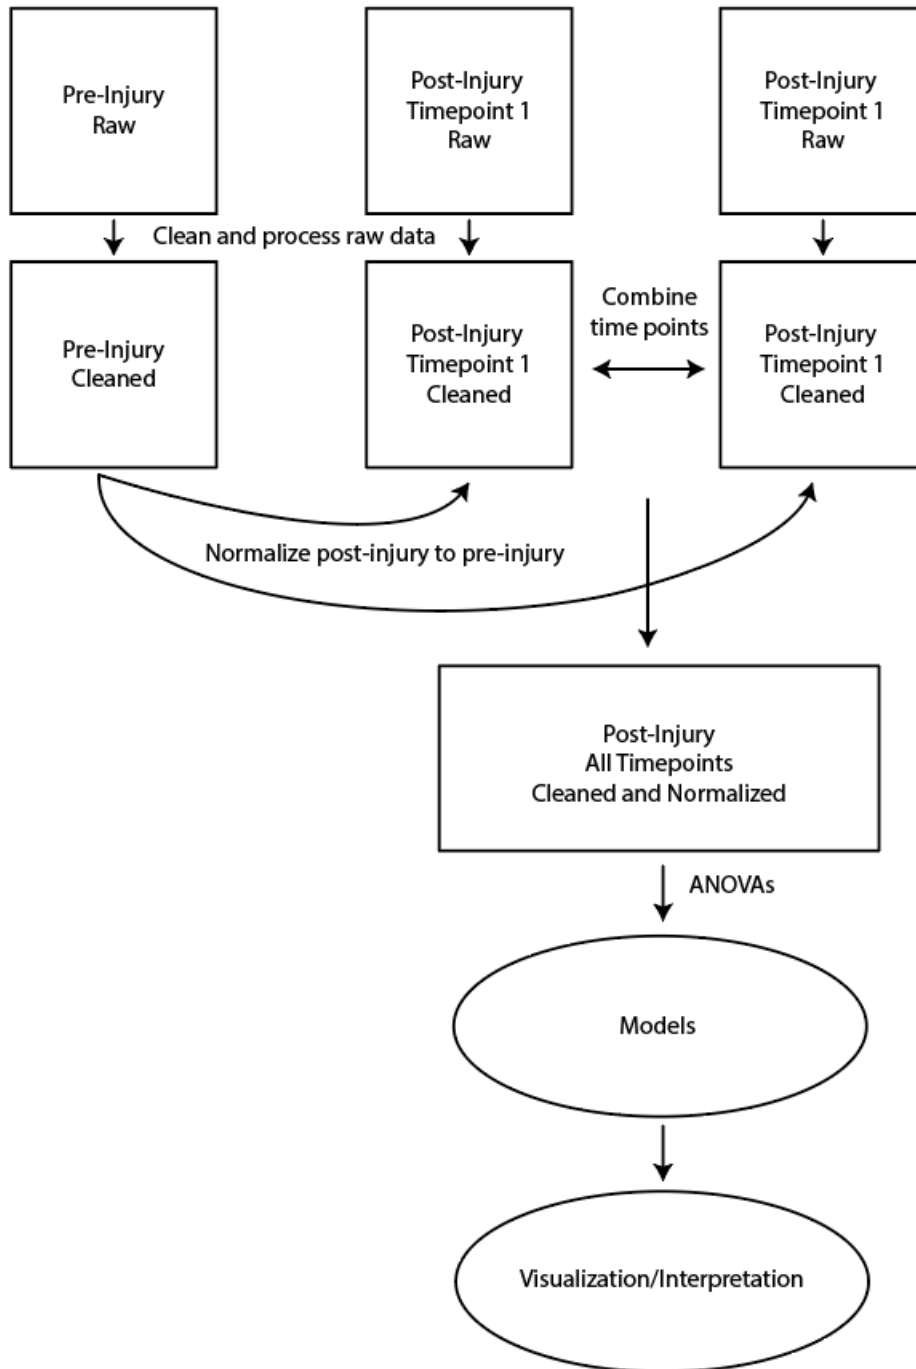 Pre-Injury
Raw
Post-Injury
Timepoint 1
Raw
Post-Injury
Timepoint 1
Raw
Clean and process raw data
Pre-Injury
Cleaned
Post-Injury
Timepoint 1
Cleaned
Combine
time points
Post-Injury
Timepoint 1
Cleaned
Normalize post-injury to pre-injury
Post-Injury
All Timepoints
Cleaned and Normalized
ANOVAs
Models
Visualization/Interpretation